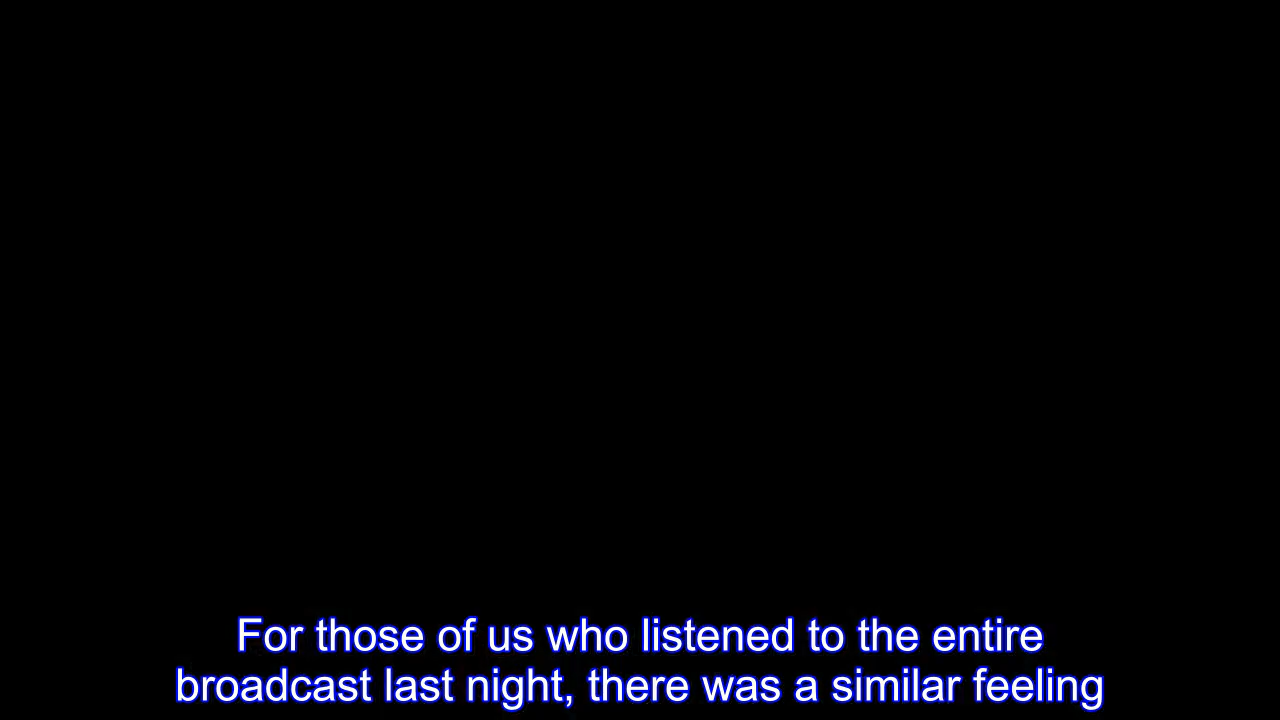 For those of us who listened to the entire
broadcast last night, there was a similar feeling